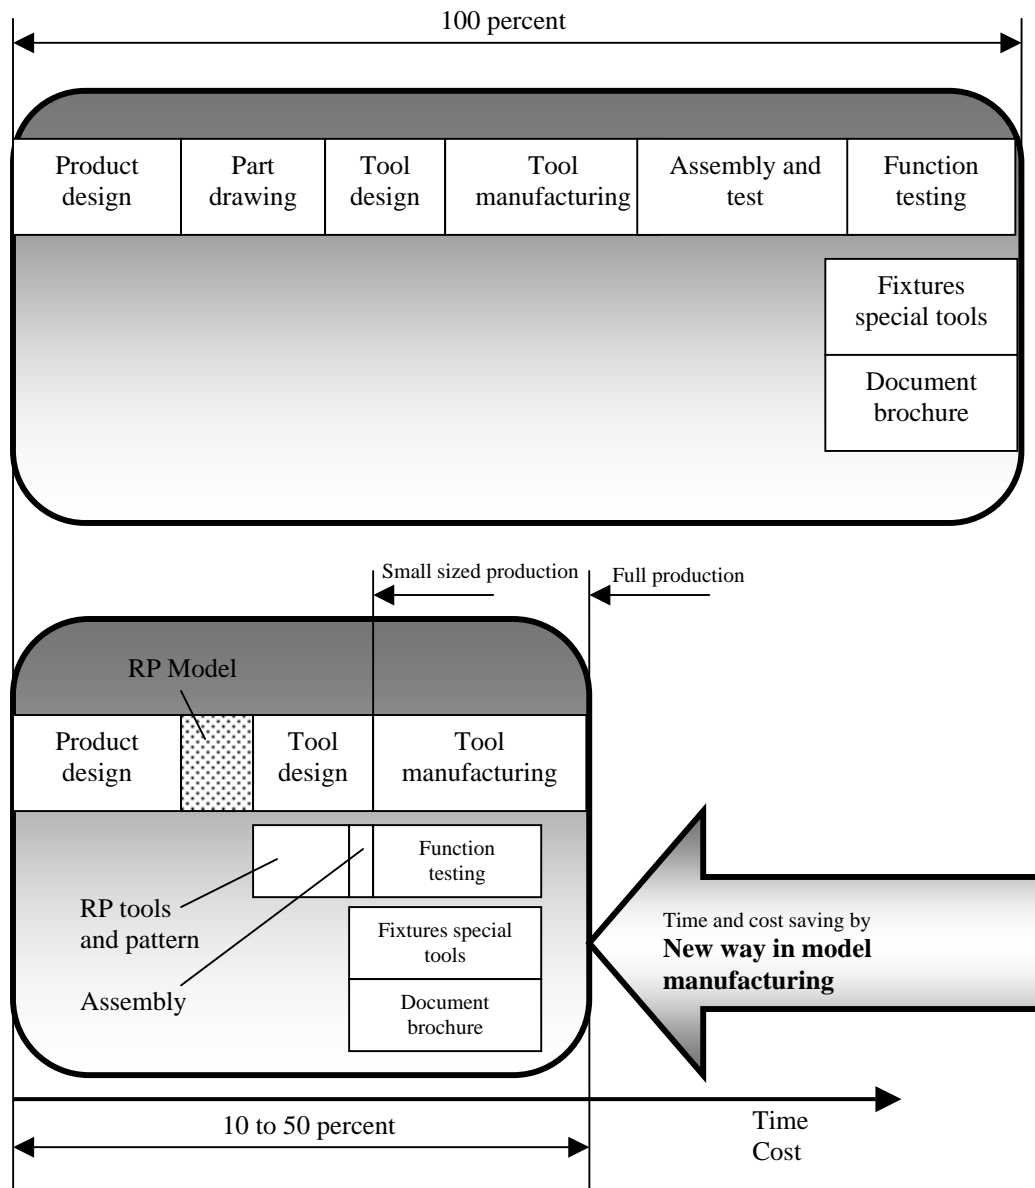 100 percent
Product
design
Part
drawing
Tool
design
Tool
manufacturing
Assembly and
test
Function
testing
Fixtures
special tools
Document
brochure
Small sized production
Full production
RP Model
Product
design
Tool
design
Tool
manufacturing
Function
testing
RP tools
and pattern
Fixtures special
tools
Assembly
Document
brochure
Time and cost saving by
New way in model
manufacturing
10 to 50 percent
Time
Cost